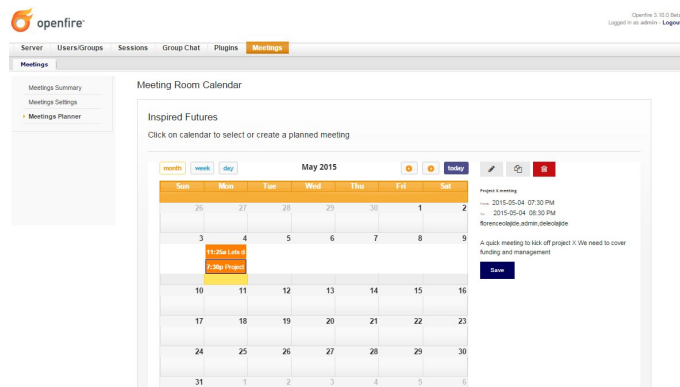 openfire
Openfire 3.10.0 Beta
Logged in as admin - Logout
Server Users/Groups Sessions Group Chat Plugins Meetings
Meetings
Meetings Summary
Meetings Settings
Meetings Planner
Meeting Room Calendar
Inspired Futures
Click on calendar to select or create a planned meeting
month week day May 2015 today
Sun Mon Tue Wed Thu Fri Sat
26 27 28 29 30 1 2
3 4 5 6 7 8 9
11:25a Lets d
7:30p Project
10 11 12 13 14 15 16
17 18 19 20 21 22 23
24 25 26 27 28 29 30
31 1 2 3 4 5 6
Project X meeting
2015-05-04 07:30 PM
2015-05-04 08:30 PM
florenceolajide,admin,deleolajide
A quick meeting to kick off project X We need to cover
funding and management
Save